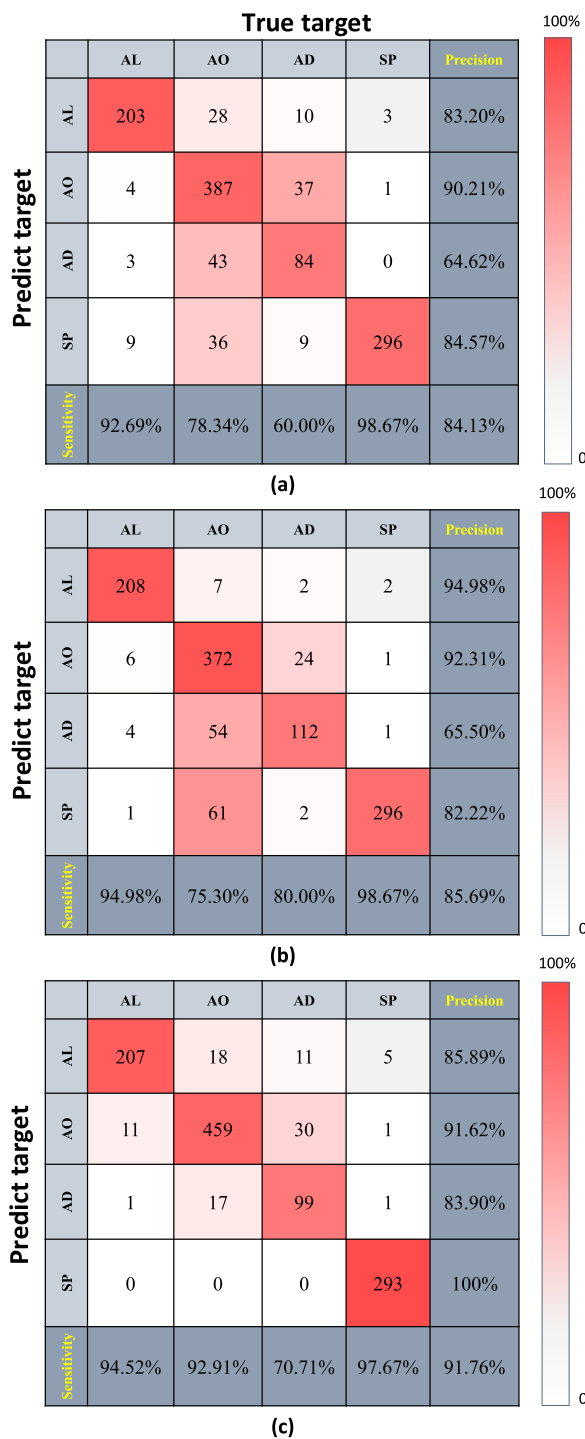 True target
100%
AL AO AD SP Precision
AL 203 28 10 3 83.20%
AO 4 387 37 1 90.21%
AD 3 43 84 0 64.62%
SP 9 36 9 296 84.57%
Sensitivity 92.69% 78.34% 60.00% 98.67% 84.13%
Predict target
0
(a)
100%
AL AO AD SP Precision
AL 208 7 2 2 94.98%
AO 6 372 24 1 92.31%
AD 4 54 112 1 65.50%
SP 1 61 2 296 82.22%
Sensitivity 94.98% 75.30% 80.00% 98.67% 85.69%
Predict target
0
(b)
100%
AL AO AD SP Precision
AL 207 18 11 5 85.89%
AO 11 459 30 1 91.62%
AD 1 17 99 1 83.90%
SP 0 0 0 293 100%
Sensitivity 94.52% 92.91% 70.71% 97.67% 91.76%
Predict target
0
(c)